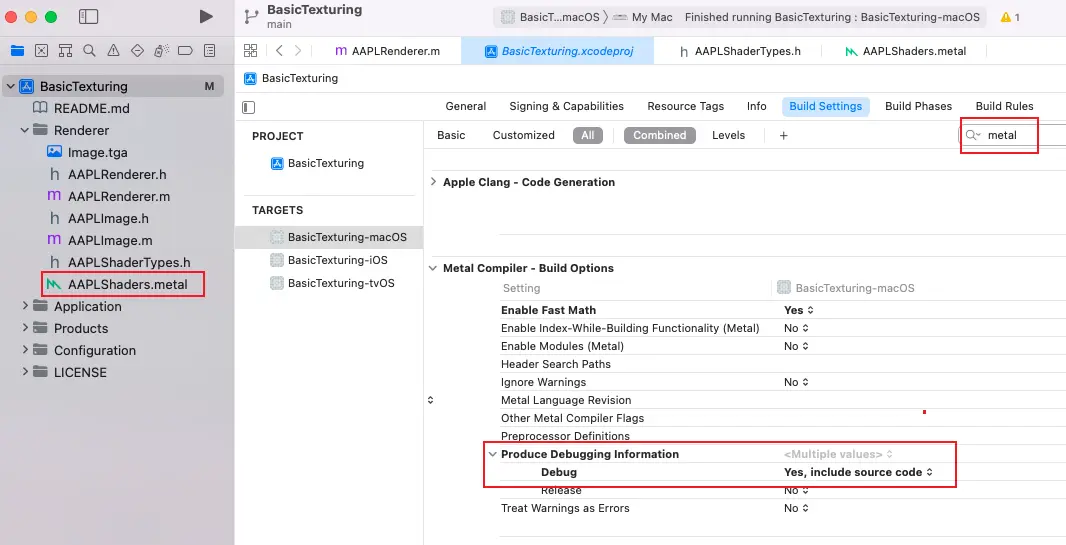 BasicTexturing
main
BasicT...macOS
My Mac
Finished running BasicTexturing : BasicTexturing-macOS
1
AAPLRenderer.m
BasicTexturing.xcodeproj
AAPLShaderTypes.h
AAPLShaders.metal
BasicTexturing M
README.md
Renderer
Image.tga
AAPLRenderer.h
AAPLRenderer.m
AAPLImage.h
AAPLImage.m
AAPLShaderTypes.h
AAPLShaders.metal
Application
Products
Configuration
LICENSE
BasicTexturing
General Signing & Capabilities Resource Tags Info Build Settings Build Phases Build Rules
PROJECT
BasicTexturing
TARGETS
BasicTexturing-macOS
BasicTexturing-iOS
BasicTexturing-tvOS
Basic Customized All Combined Levels + metal
Apple Clang - Code Generation
Metal Compiler - Build Options
Setting BasicTexturing-macOS
Enable Fast Math Yes
Enable Index-While-Building Functionality (Metal) No
Enable Modules (Metal) No
Header Search Paths
Ignore Warnings No
Metal Language Revision
Other Metal Compiler Flags
Preprocessor Definitions
Produce Debugging Information <Multiple values>
Debug Yes, include source code
Release No
Treat Warnings as Errors No